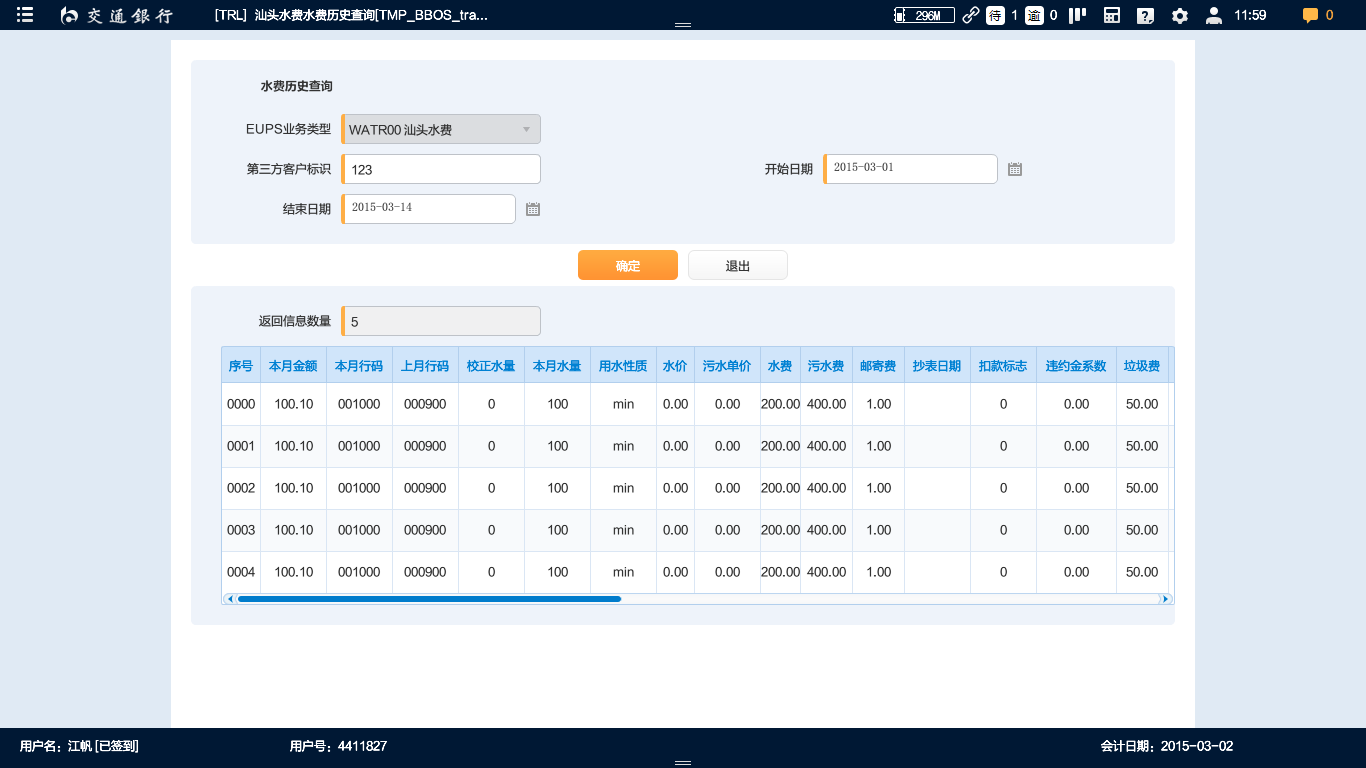 交通銀行 [TRL] 汕头水费水费历史查询[TMP_BBOS_tra... 296M 待 1 逾 0 11:59 0
水费历史查询
EUPS业务类型 WATR00 汕头水费
第三方客户标识 123 开始日期 2015-03-01
结束日期 2015-03-14
确定 退出
返回信息数量 5
序号 本月金额 本月行码 上月行码 校正水量 本月水量 用水性质 水价 污水单价 水费 污水费 邮寄费 抄表日期 扣款标志 违约金系数 垃圾费
0000 100.10 001000 000900 0 100 min 0.00 0.00 200.00 400.00 1.00 0 0.00 50.00
0001 100.10 001000 000900 0 100 min 0.00 0.00 200.00 400.00 1.00 0 0.00 50.00
0002 100.10 001000 000900 0 100 min 0.00 0.00 200.00 400.00 1.00 0 0.00 50.00
0003 100.10 001000 000900 0 100 min 0.00 0.00 200.00 400.00 1.00 0 0.00 50.00
0004 100.10 001000 000900 0 100 min 0.00 0.00 200.00 400.00 1.00 0 0.00 50.00
用户名：江帆 [已签到] 用户号：4411827 会计日期：2015-03-02